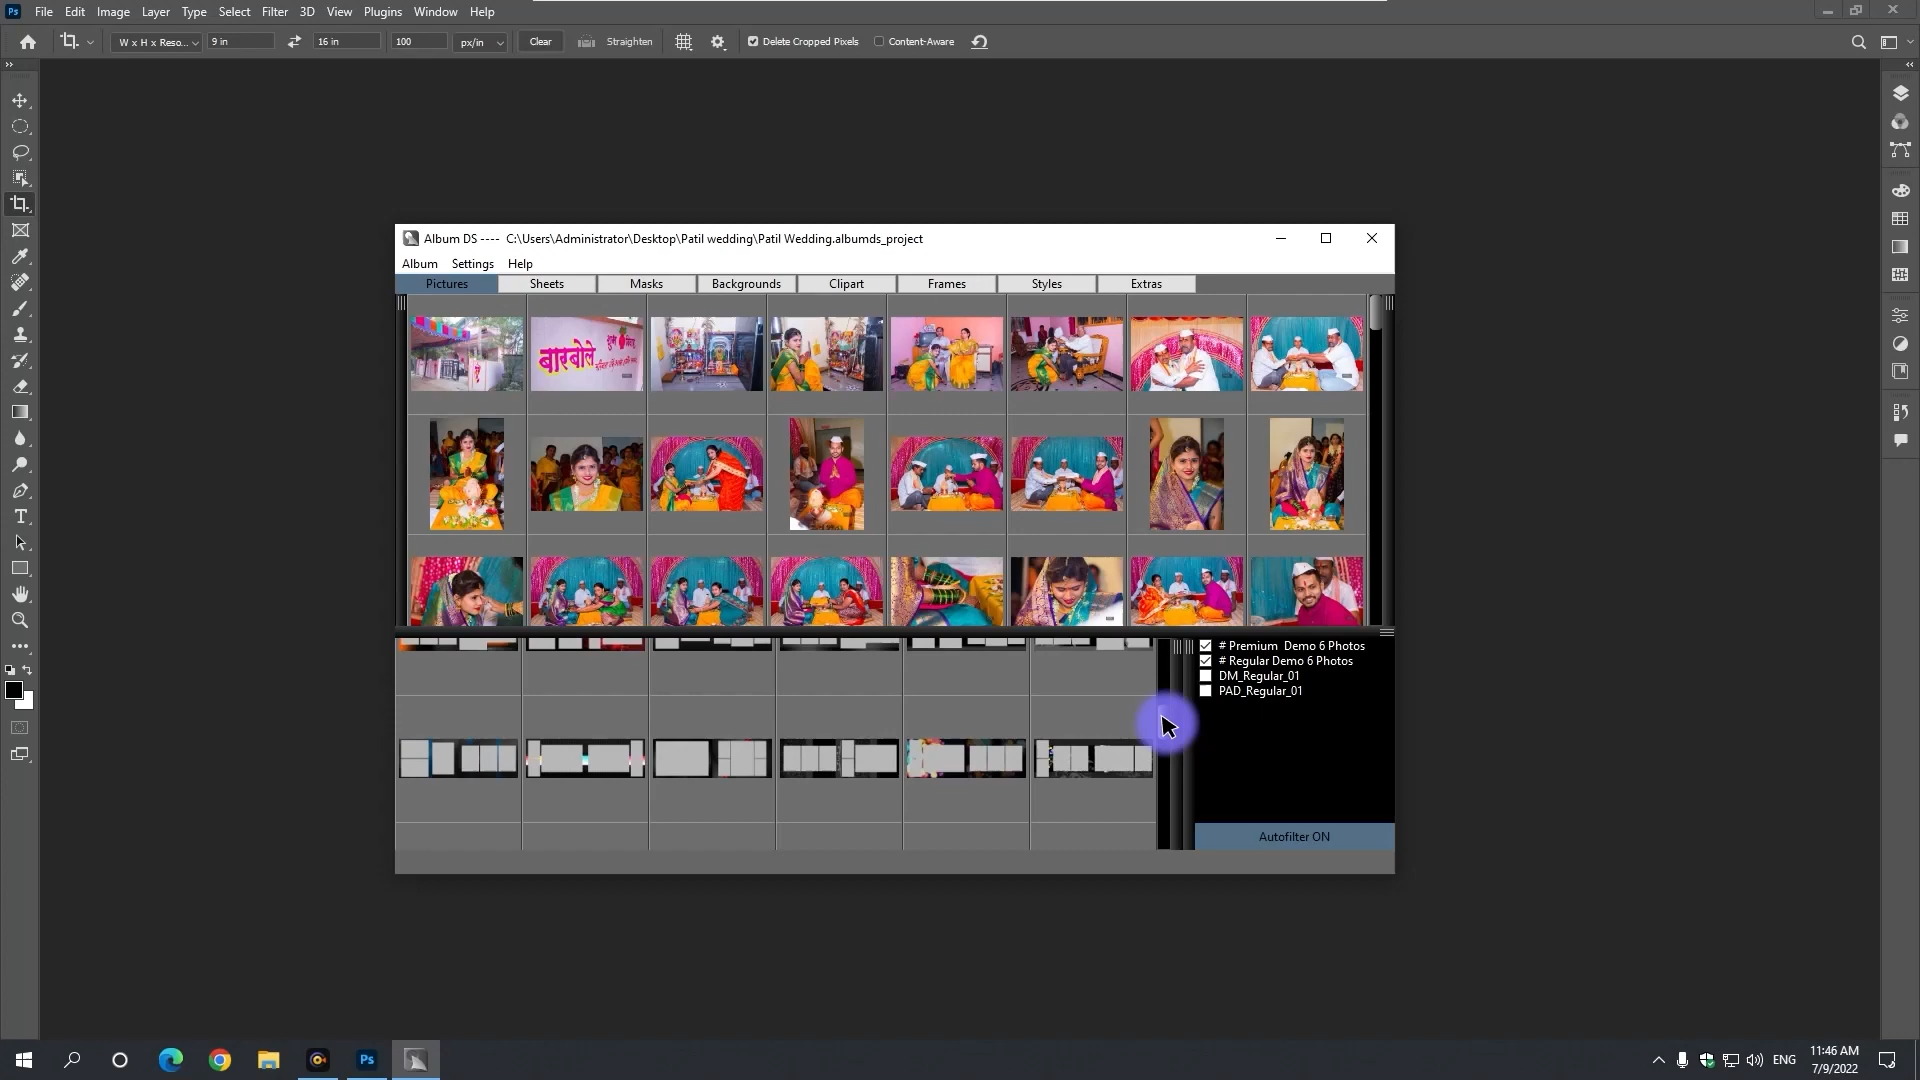 Ps File Edit Image Layer Type Select Filter 3D View Plugins Window Help
W x H x Reso... 9 in 16 in 100 px/in Clear Straighten Delete Cropped Pixels Content-Aware
Album DS ---- C:\Users\Administrator\Desktop\Patil wedding\Patil Wedding.albumds_project
Album Settings Help
Pictures Sheets Masks Backgrounds Clipart Frames Styles Extras
बारबोले
# Premium Demo 6 Photos
# Regular Demo 6 Photos
DM_Regular_01
PAD_Regular_01
Autofilter ON
Ps ENG 11:46 AM
7/9/2022